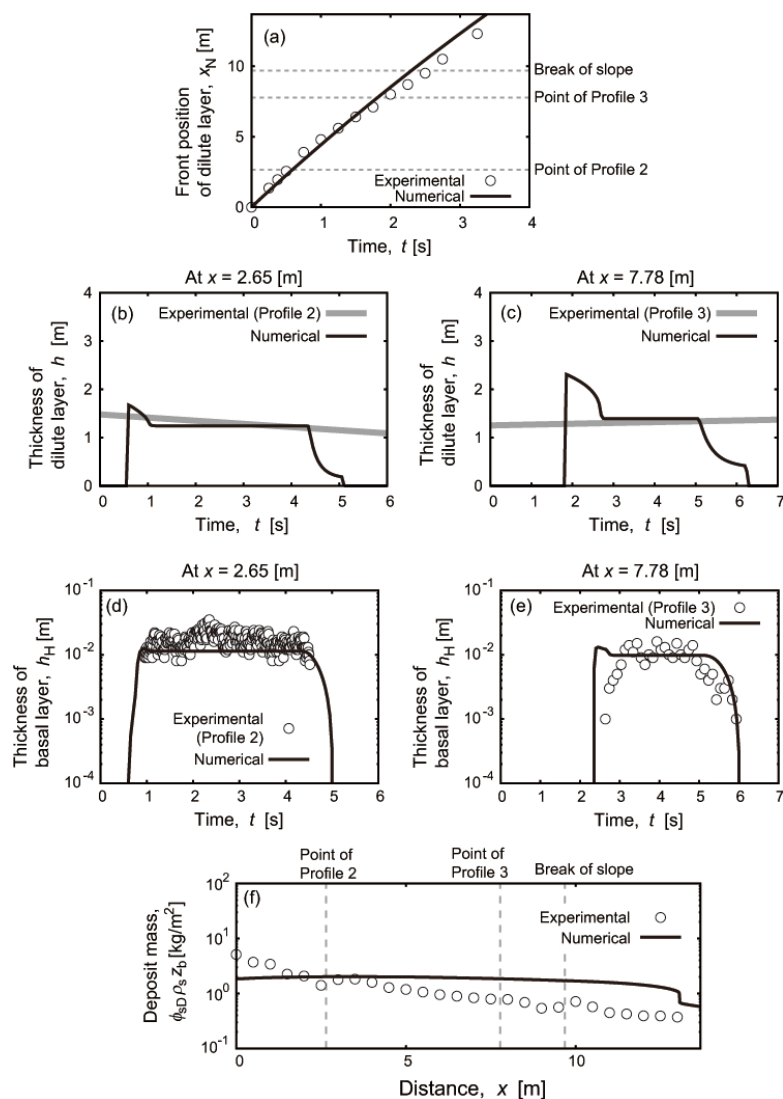 (a)
Front position
of dilute layer, x_N [m]
10
5
0
Break of slope
Point of Profile 3
Point of Profile 2
Experimental
Numerical
0 1 2 3 4
Time, t [s]
At x = 2.65 [m]
(b)
Experimental (Profile 2)
Numerical
Thickness of
dilute layer, h [m]
4
3
2
1
0
0 1 2 3 4 5 6
Time, t [s]
At x = 7.78 [m]
(c)
Experimental (Profile 3)
Numerical
Thickness of
dilute layer, h [m]
4
3
2
1
0
0 1 2 3 4 5 6 7
Time, t [s]
At x = 2.65 [m]
(d)
Thickness of
basal layer, h_H [m]
10^-1
10^-2
10^-3
10^-4
Experimental
(Profile 2)
Numerical
0 1 2 3 4 5 6
Time, t [s]
At x = 7.78 [m]
(e)
Experimental (Profile 3)
Numerical
Thickness of
basal layer, h_H [m]
10^-1
10^-2
10^-3
10^-4
0 1 2 3 4 5 6 7
Time, t [s]
Point of
Profile 2
Point of
Profile 3
Break of slope
(f)
Deposit mass,
ϕ_sD ρ_s z_b [kg/m²]
10^2
10^1
10^0
10^-1
Experimental
Numerical
0 5 10
Distance, x [m]